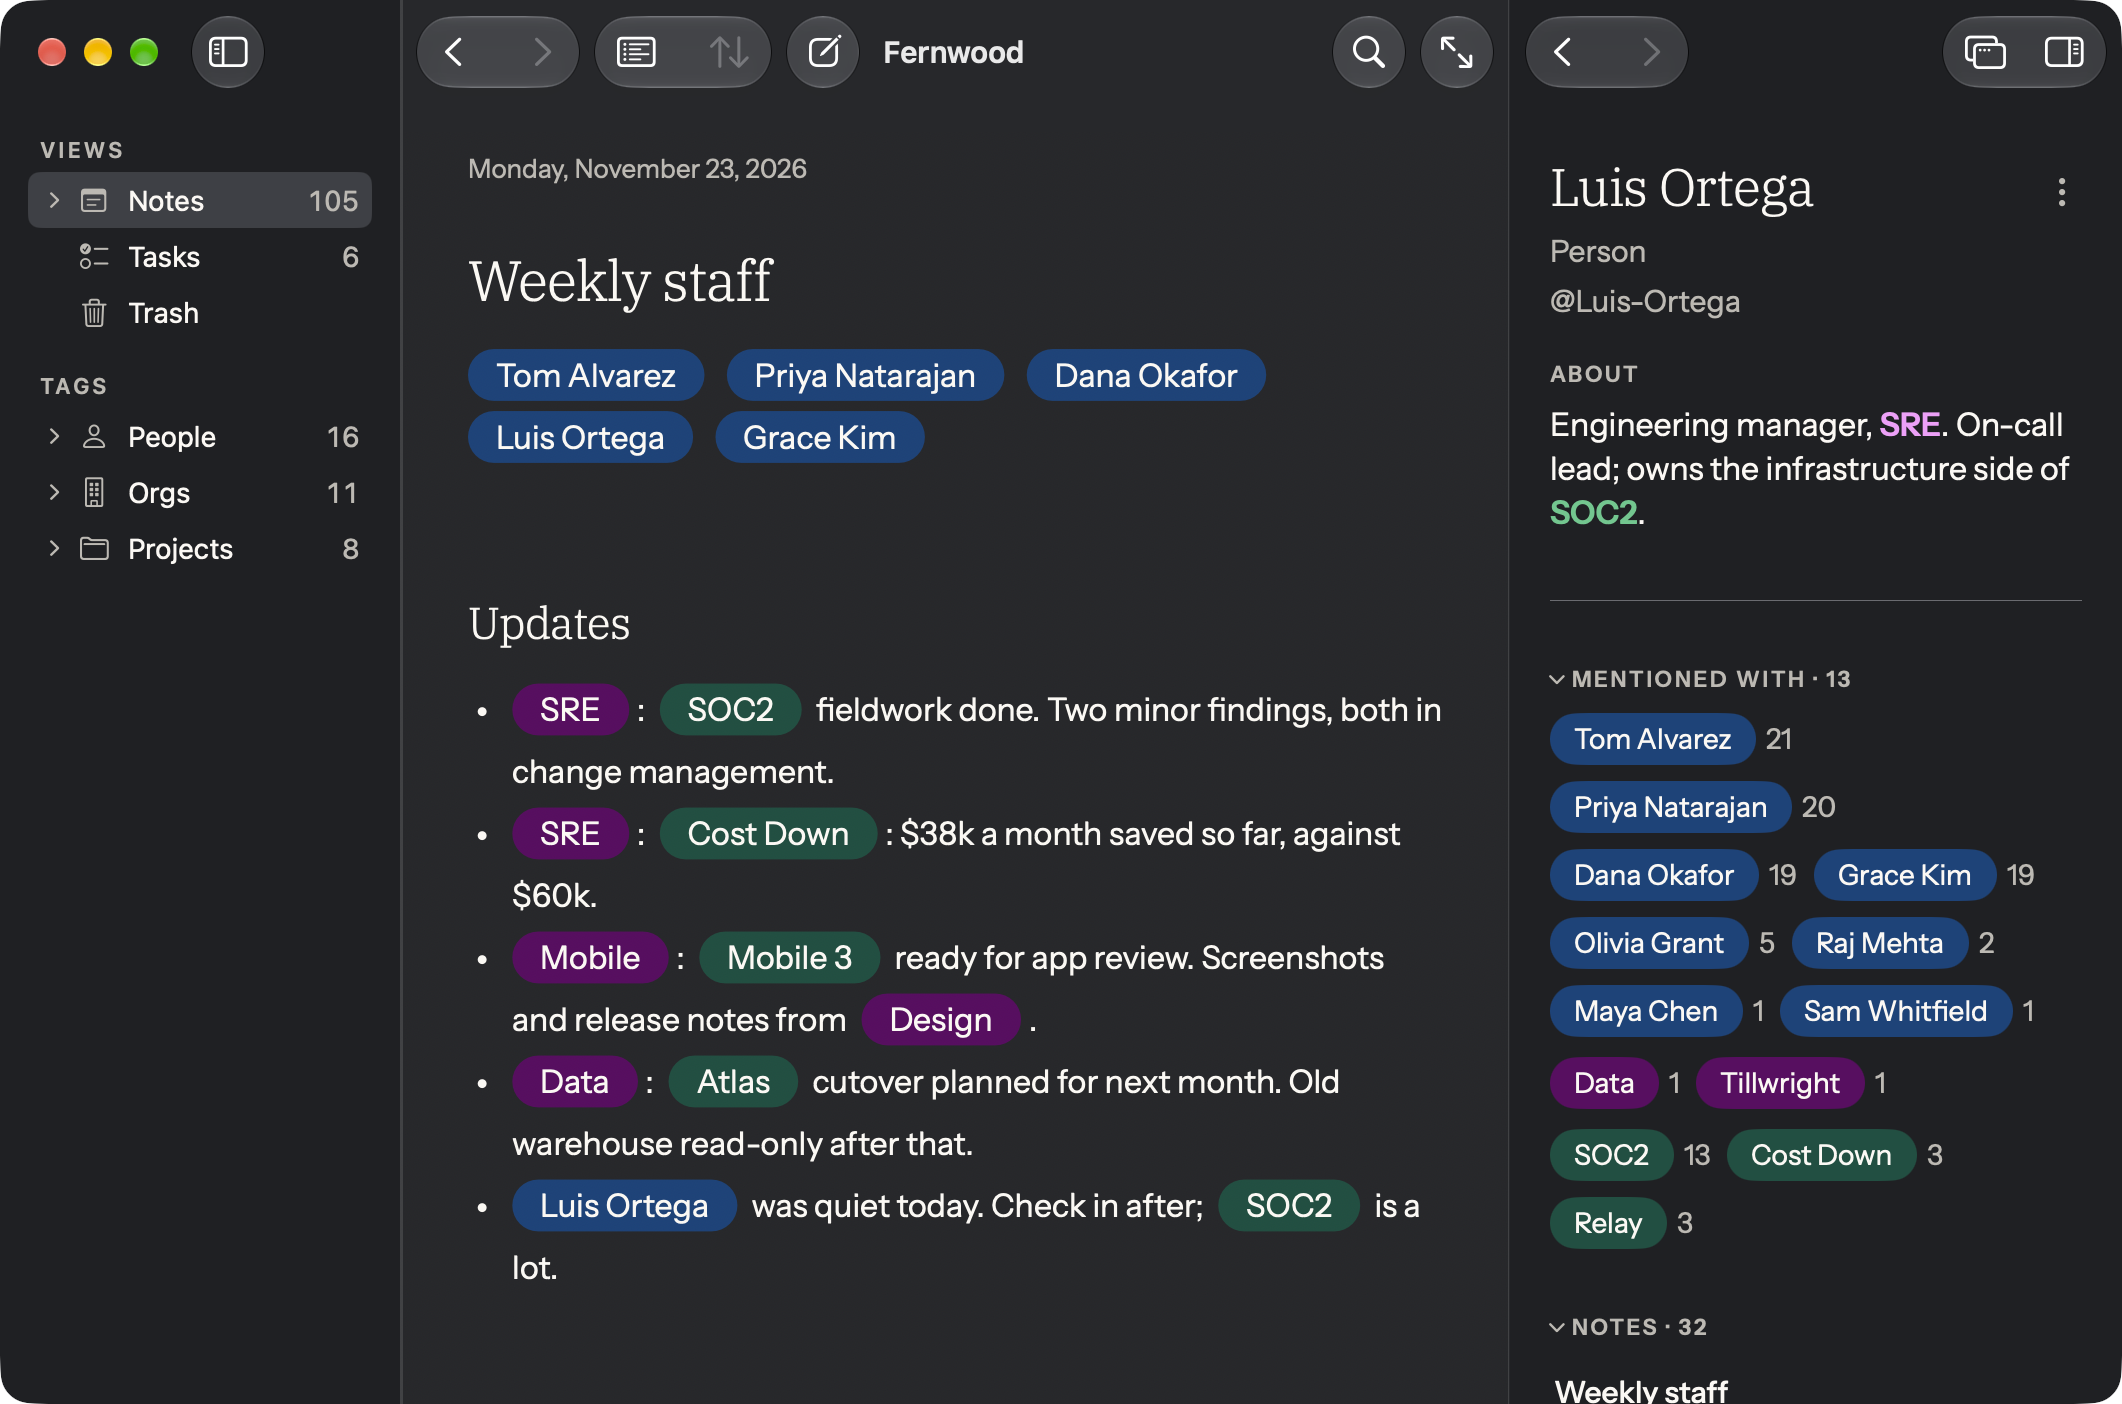 Fernwood
VIEWS
Notes 105
Tasks 6
Trash
TAGS
People 16
Orgs 11
Projects 8
Monday, November 23, 2026
Weekly staff
Tom Alvarez Priya Natarajan Dana Okafor
Luis Ortega Grace Kim
Updates
• SRE : SOC2 fieldwork done. Two minor findings, both in
change management.
• SRE : Cost Down : $38k a month saved so far, against
$60k.
• Mobile : Mobile 3 ready for app review. Screenshots
and release notes from Design .
• Data : Atlas cutover planned for next month. Old
warehouse read-only after that.
• Luis Ortega was quiet today. Check in after; SOC2 is a
lot.
Luis Ortega
Person
@Luis-Ortega
ABOUT
Engineering manager, SRE. On-call
lead; owns the infrastructure side of
SOC2.
MENTIONED WITH · 13
Tom Alvarez 21
Priya Natarajan 20
Dana Okafor 19 Grace Kim 19
Olivia Grant 5 Raj Mehta 2
Maya Chen 1 Sam Whitfield 1
Data 1 Tillwright 1
SOC2 13 Cost Down 3
Relay 3
NOTES · 32
Weekly staff